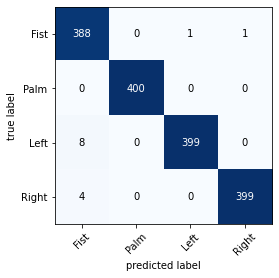 Fist 388 0 1 1
Palm 0 400 0 0
Left 8 0 399 0
Right 4 0 0 399
true label
Fist Palm Left Right
predicted label